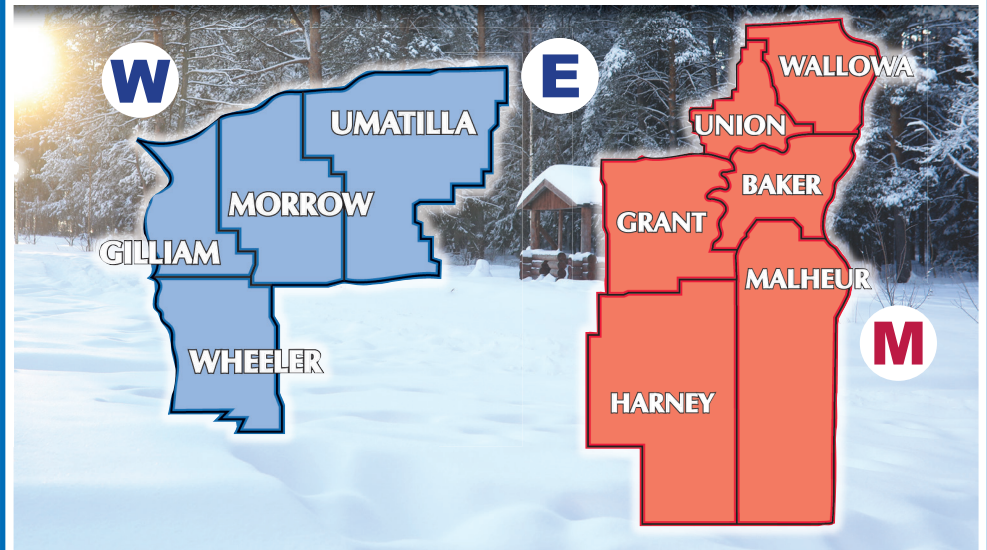 W
E
UMATILLA
MORROW
GILLIAM
WHEELER
WALLOWA
UNION
BAKER
GRANT
MALHEUR
M
HARNEY